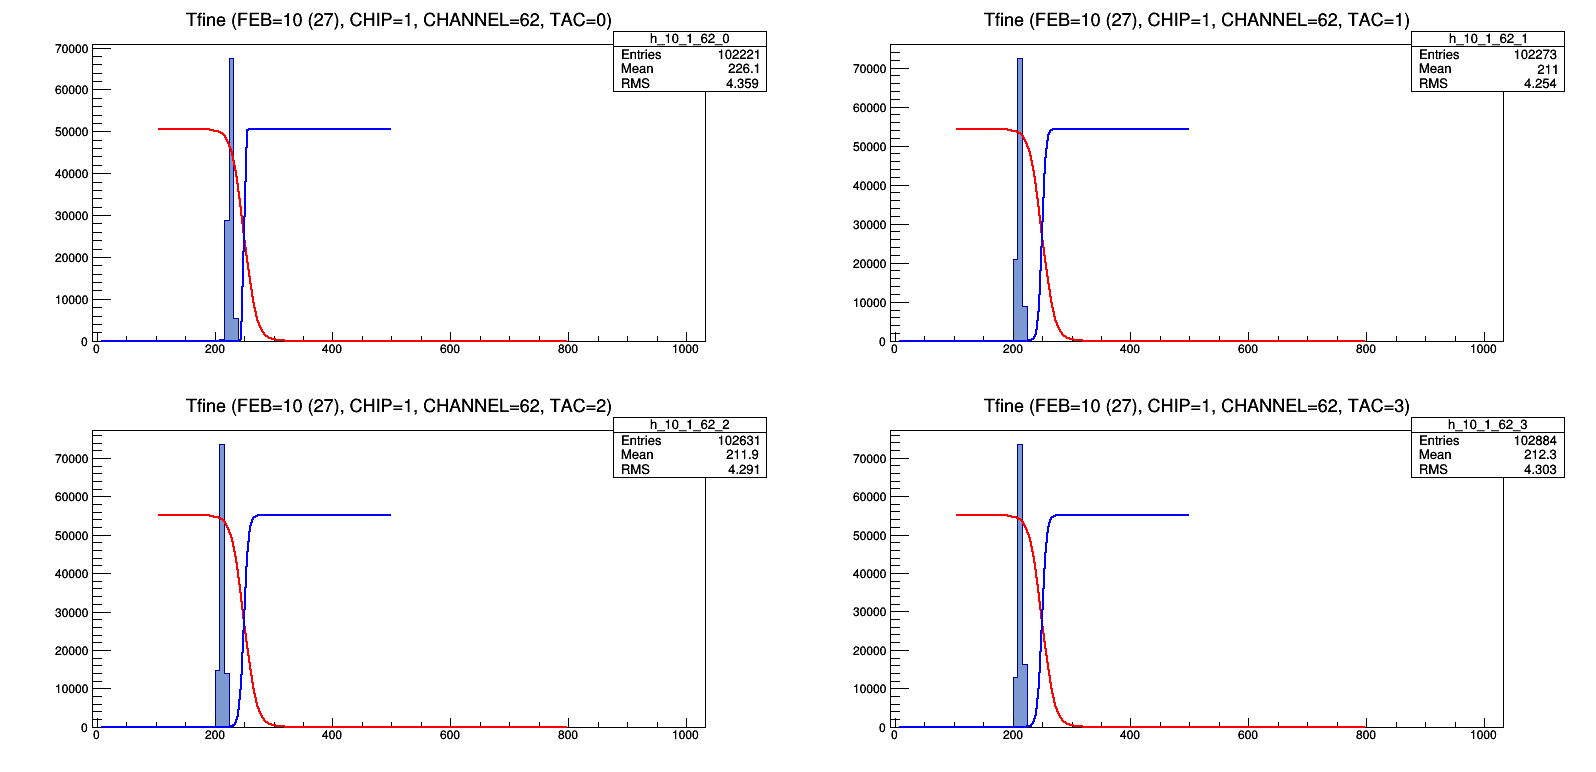 Tfine (FEB=10 (27), CHIP=1, CHANNEL=62, TAC=0)
h_10_1_62_0
Entries 102221
Mean 226.1
RMS 4.359
70000
60000
50000
40000
30000
20000
10000
0
0 200 400 600 800 1000
Tfine (FEB=10 (27), CHIP=1, CHANNEL=62, TAC=1)
h_10_1_62_1
Entries 102273
Mean 211
RMS 4.254
70000
60000
50000
40000
30000
20000
10000
0
0 200 400 600 800 1000
Tfine (FEB=10 (27), CHIP=1, CHANNEL=62, TAC=2)
h_10_1_62_2
Entries 102631
Mean 211.9
RMS 4.291
70000
60000
50000
40000
30000
20000
10000
0
0 200 400 600 800 1000
Tfine (FEB=10 (27), CHIP=1, CHANNEL=62, TAC=3)
h_10_1_62_3
Entries 102884
Mean 212.3
RMS 4.303
70000
60000
50000
40000
30000
20000
10000
0
0 200 400 600 800 1000